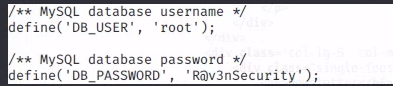 /** MySQL database username */
define('DB_USER', 'root');
/** MySQL database password */
define('DB_PASSWORD', 'R@v3nSecurity');